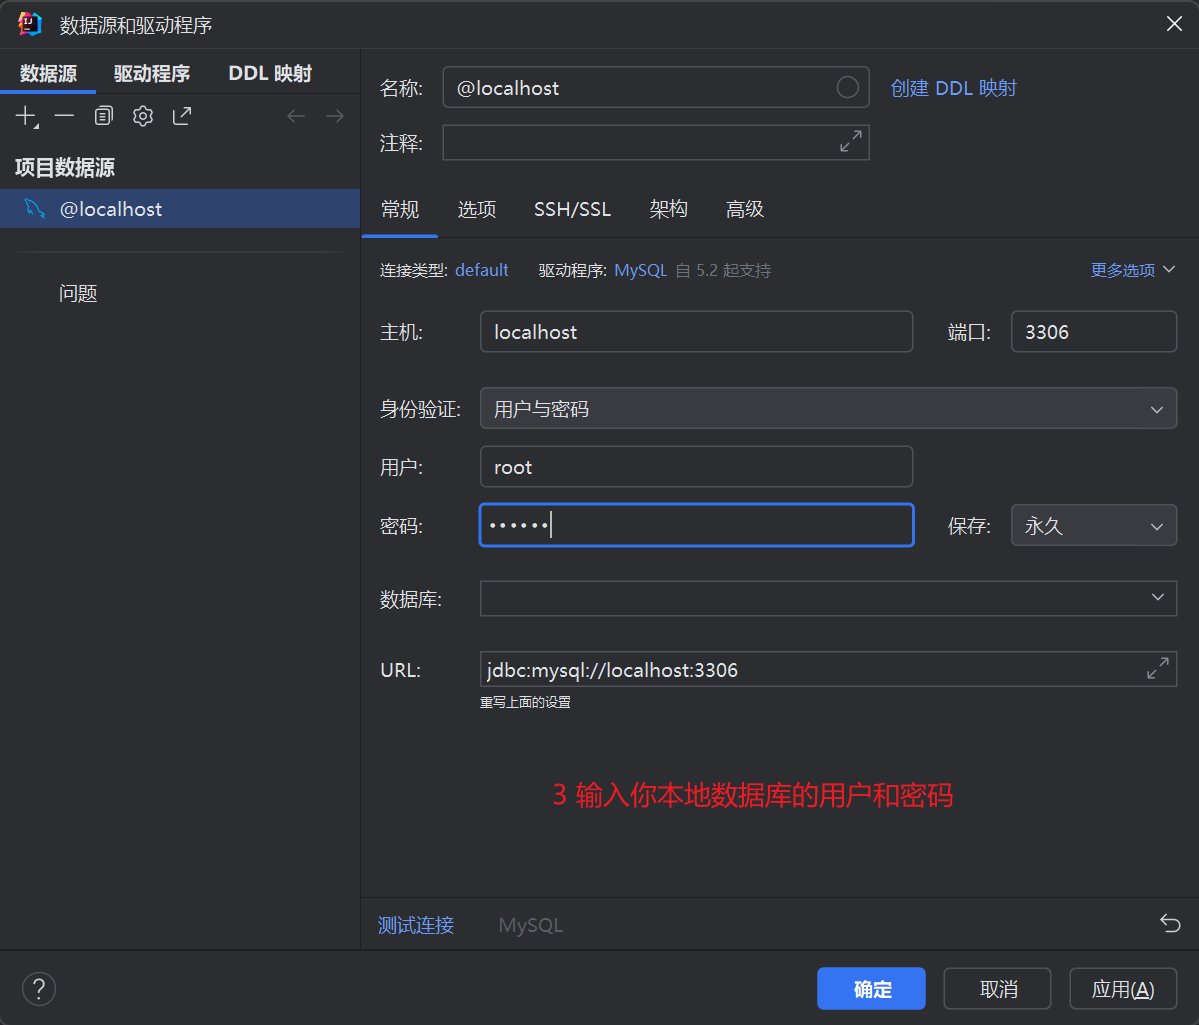 数据源和驱动程序
数据源 驱动程序 DDL 映射
项目数据源
@localhost
问题
名称: @localhost 创建 DDL 映射
注释:
常规 选项 SSH/SSL 架构 高级
连接类型: default 驱动程序: MySQL 自 5.2 起支持 更多选项
主机: localhost 端口: 3306
身份验证: 用户与密码
用户: root
密码: •••••• 保存: 永久
数据库:
URL: jdbc:mysql://localhost:3306
重写上面的设置
3 输入你本地数据库的用户和密码
测试连接 MySQL
? 确定 取消 应用(A)